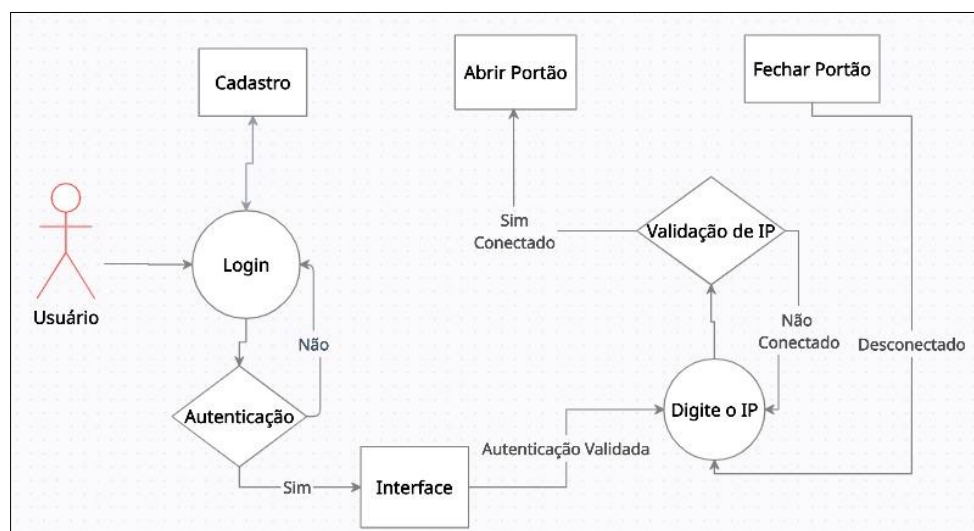 Cadastro
Abrir Portão
Fechar Portão
Usuário
Login
Não
Autenticação
Sim
Interface
Autenticação Validada
Digite o IP
Validação de IP
Sim
Conectado
Não
Conectado
Desconectado